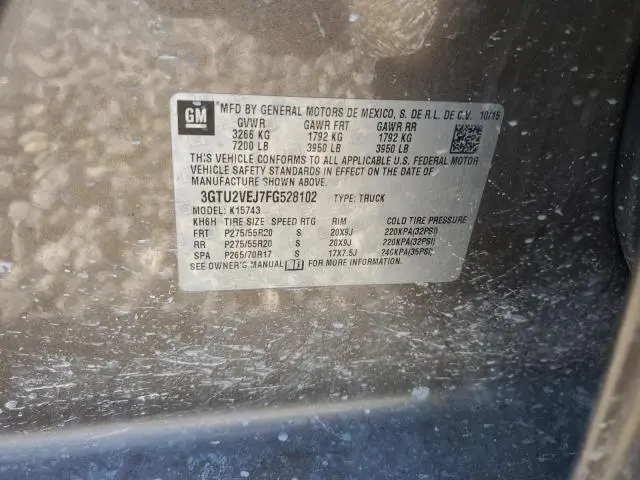 GM
MFD BY GENERAL MOTORS DE MEXICO, S. DE R.L. DE C.V. 10/15
GVWR GAWR FRT GAWR RR
3266 KG 1792 KG 1792 KG
7200 LB 3950 LB 3950 LB
THIS VEHICLE CONFORMS TO ALL APPLICABLE U.S. FEDERAL MOTOR
VEHICLE SAFETY STANDARDS IN EFFECT ON THE DATE OF
MANUFACTURE SHOWN ABOVE.
3GTU2VEJ7FG528102 TYPE: TRUCK
MODEL: K15743
KH6H TIRE SIZE SPEED RTG RIM COLD TIRE PRESSURE
FRT P275/55R20 S 20X9J 220KPA(32PSI)
RR P275/55R20 S 20X9J 220KPA(32PSI)
SPA P265/70R17 S 17X7.5J 240KPA(35PSI)
SEE OWNER'S MANUAL FOR MORE INFORMATION.